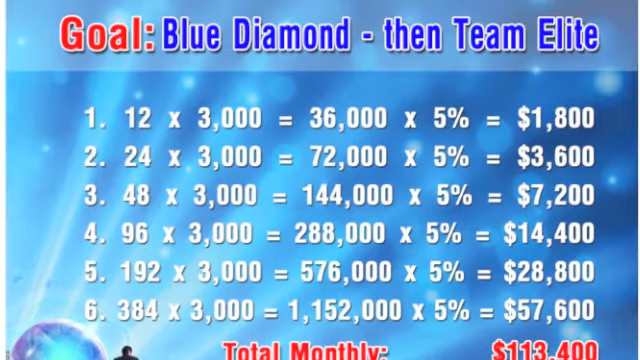 Goal: Blue Diamond - then Team Elite
1. 12 x 3,000 = 36,000 x 5% = $1,800
2. 24 x 3,000 = 72,000 x 5% = $3,600
3. 48 x 3,000 = 144,000 x 5% = $7,200
4. 96 x 3,000 = 288,000 x 5% = $14,400
5. 192 x 3,000 = 576,000 x 5% = $28,800
6. 384 x 3,000 = 1,152,000 x 5% = $57,600
Total Monthly: $113,400